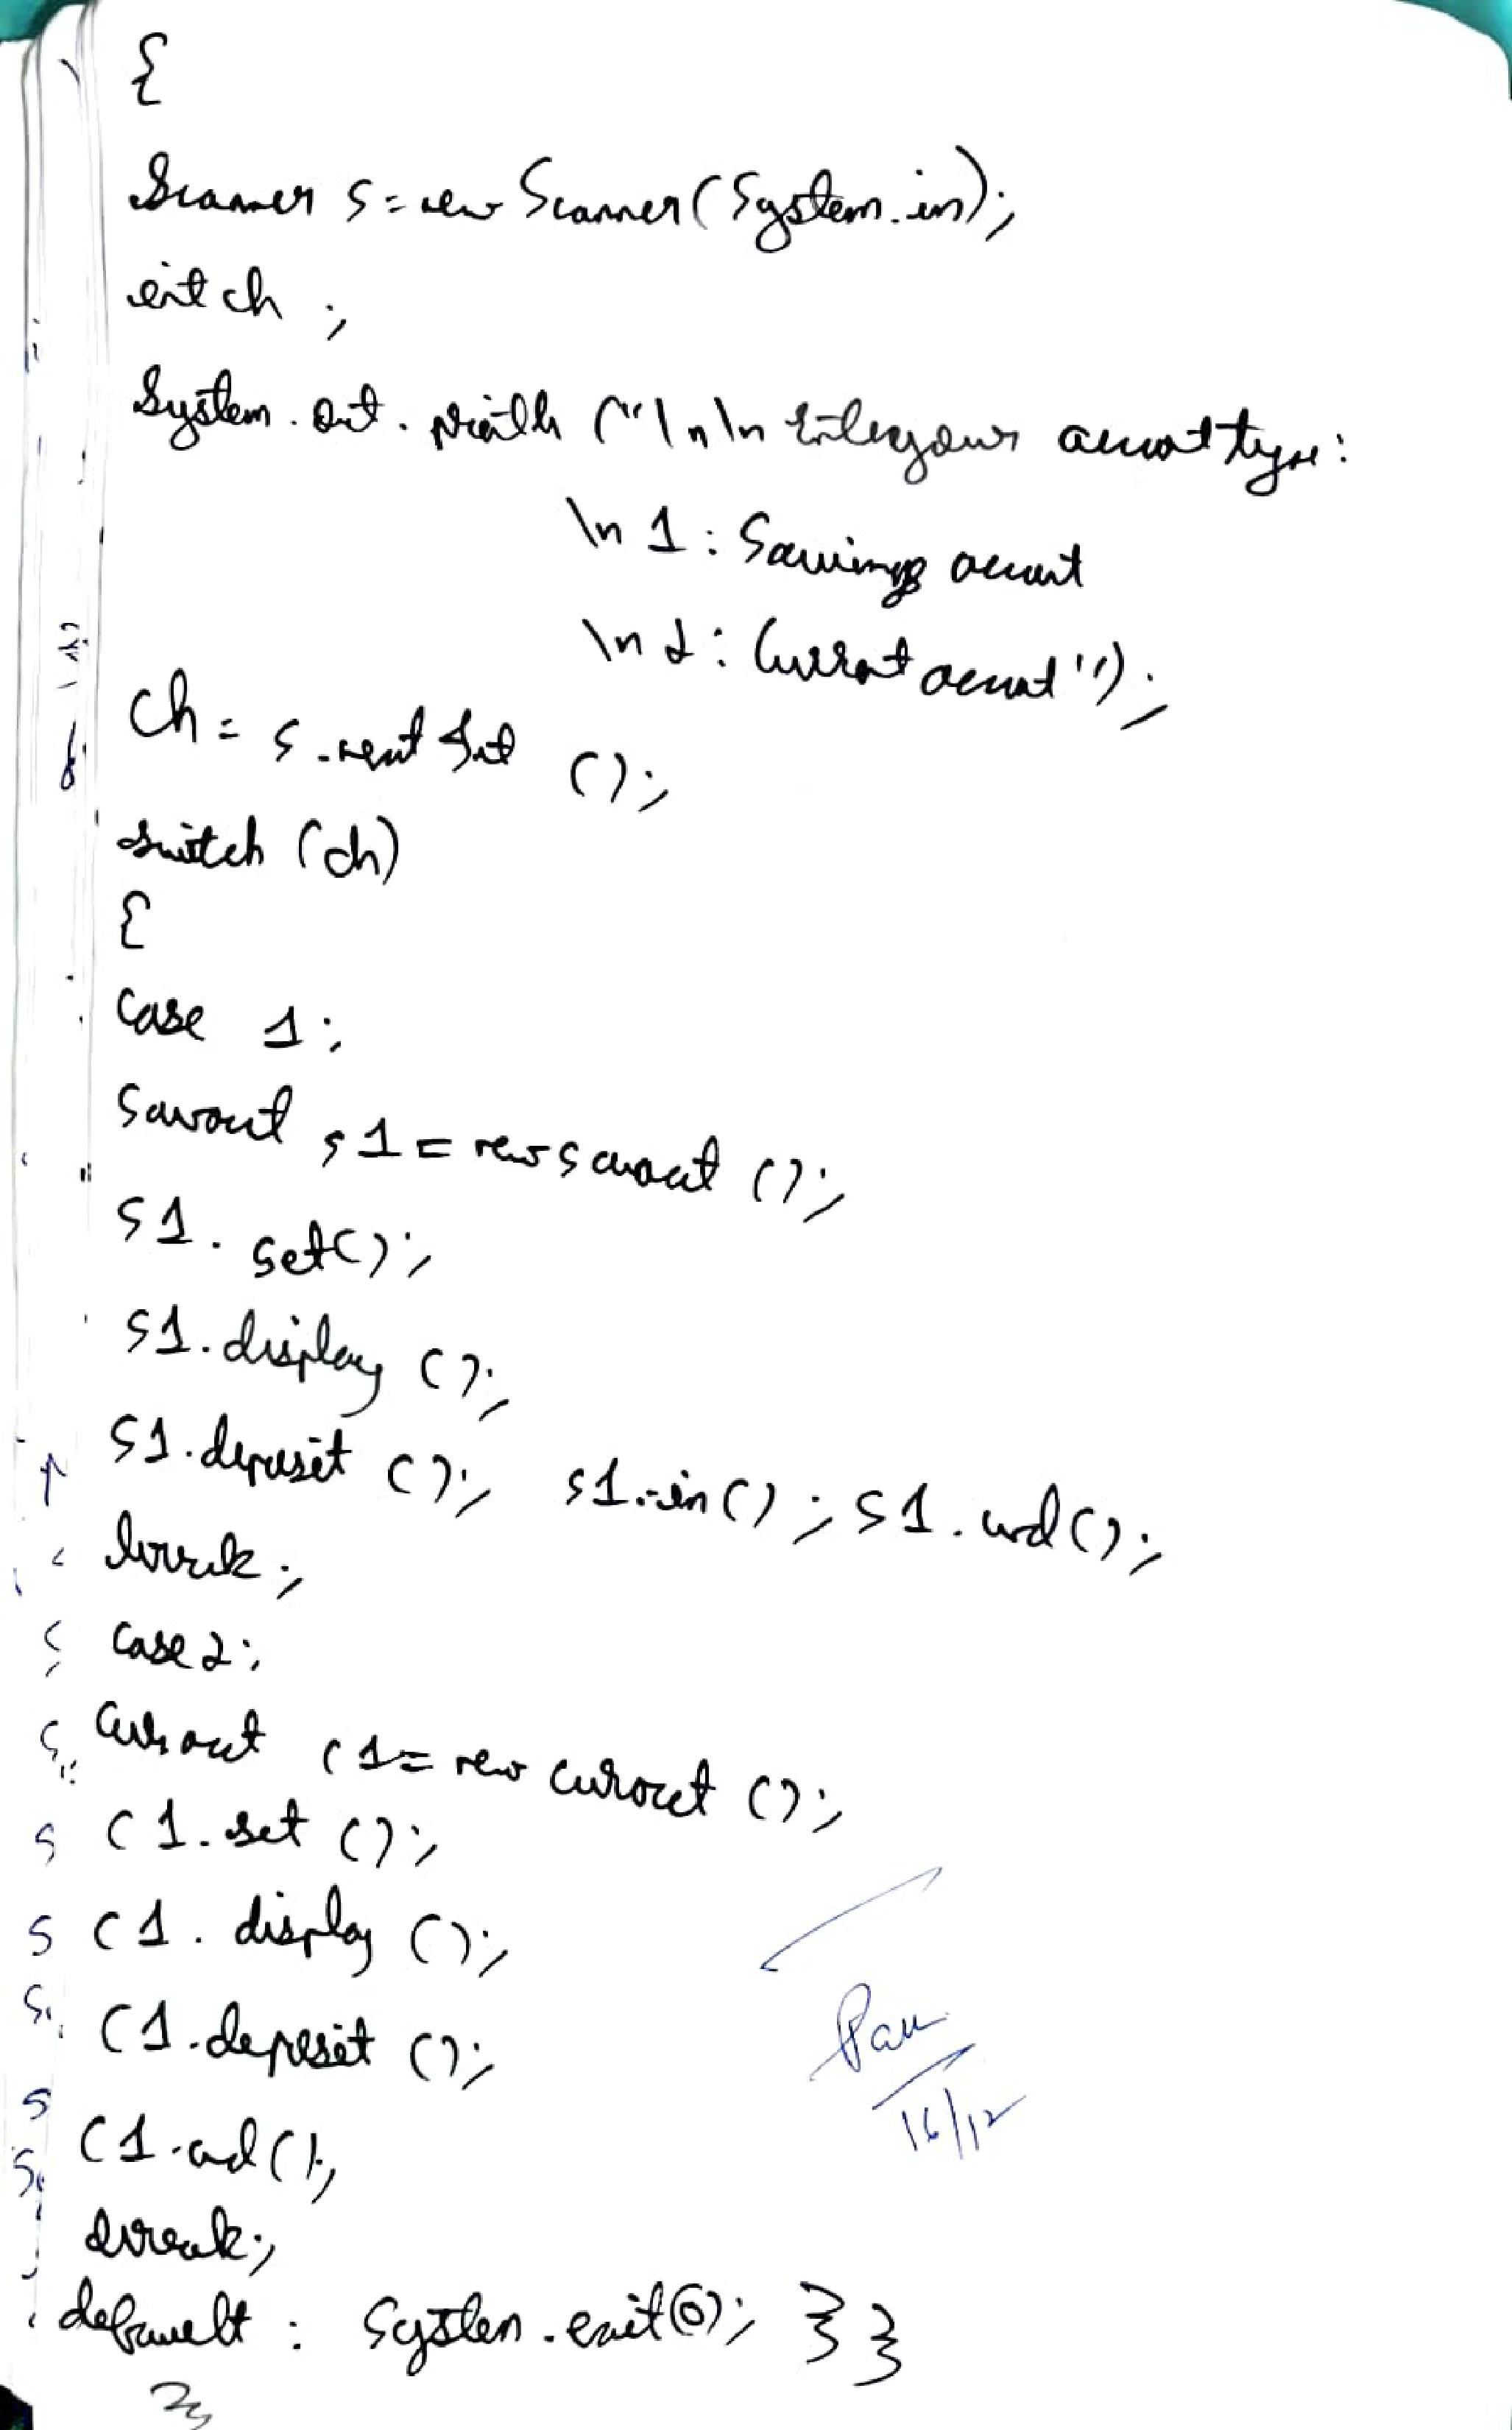 {
Scanner s = new Scanner (System.in);
int ch ;
System.out.println ("\n\n Enter your account type:
\n 1 : Savings account
\n 2 : Current account");
ch = s.next Int ();
switch (ch)
{
case 1;
Savacct s1 = new savacct ();
s1. set();
s1.display ();
s1.deposit (); s1.in() ; s1. wd();
break;
case 2;
Curacct c1 = new curacct ();
c1. set ();
c1. display ();
c1.deposit ();
c1.wd();
break;
default : System.exit(0); } }
16/12
}